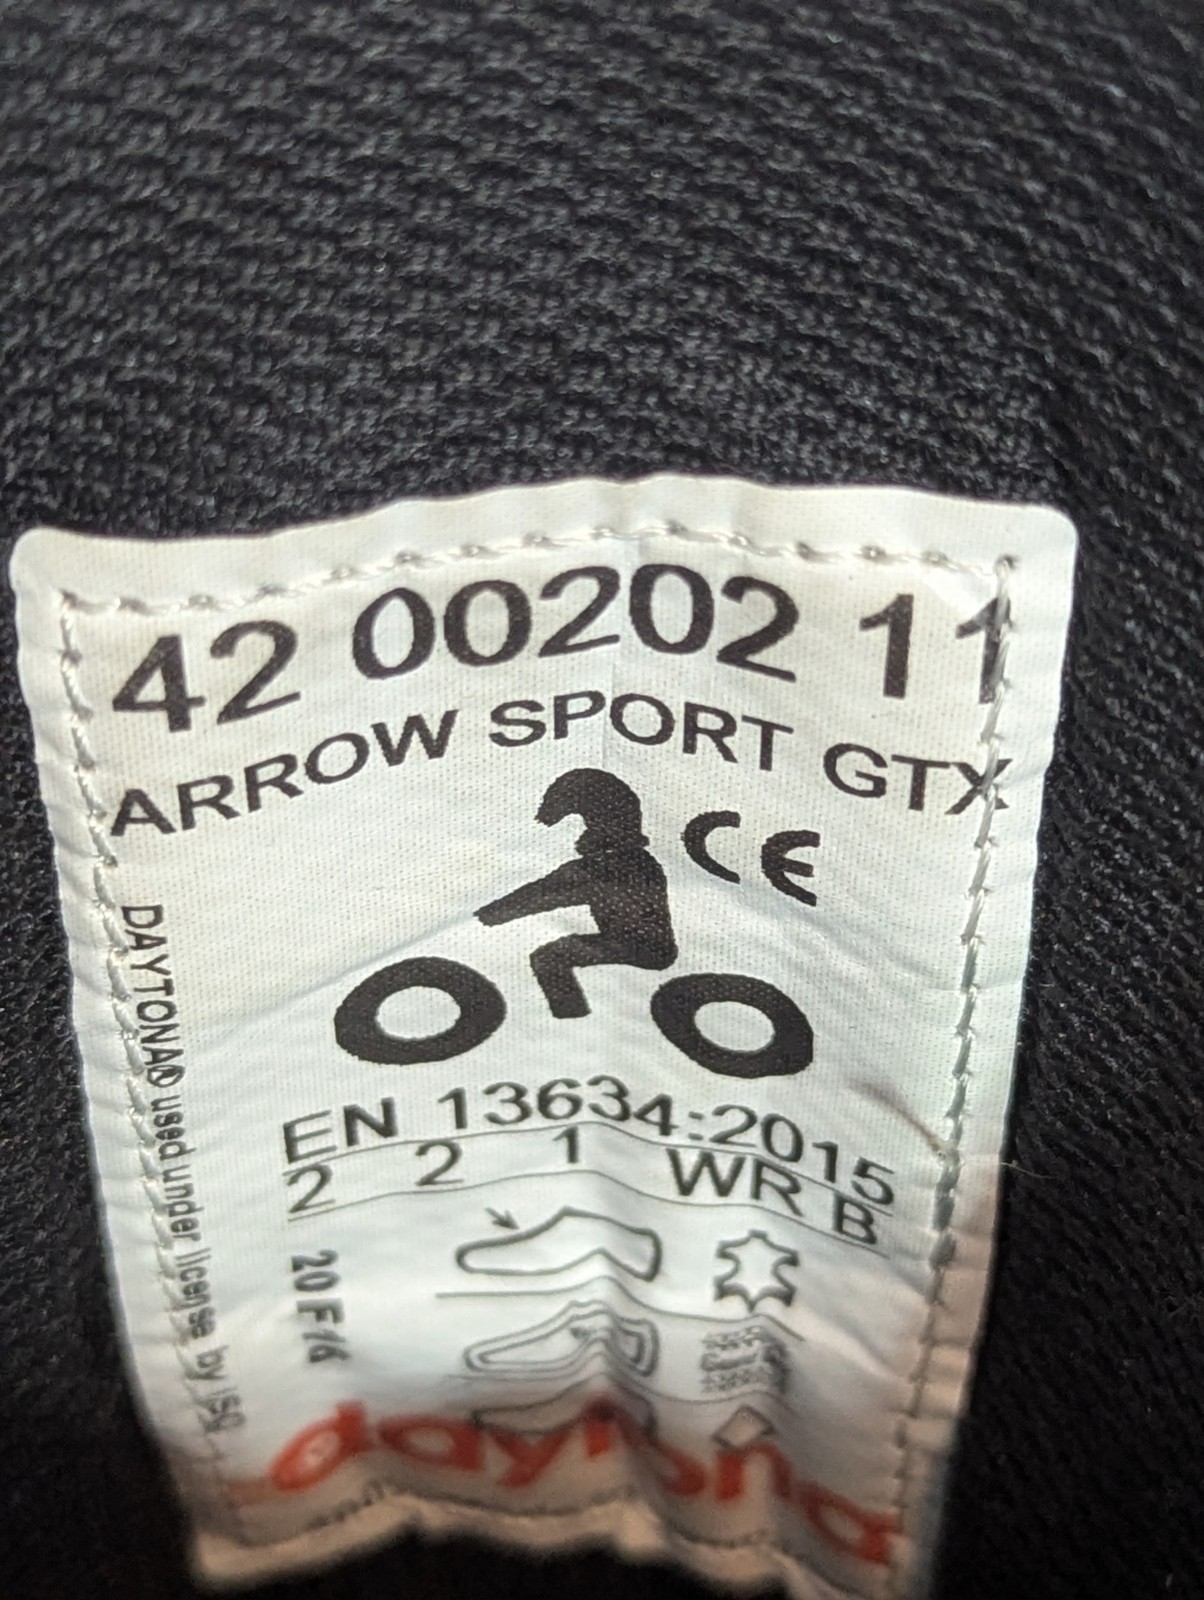 42 00202 11
ARROW SPORT GTX
CE
DAYTONA® used under license by ISC
EN 13634:2015
2 2 1 WR B
20 F16
daytona